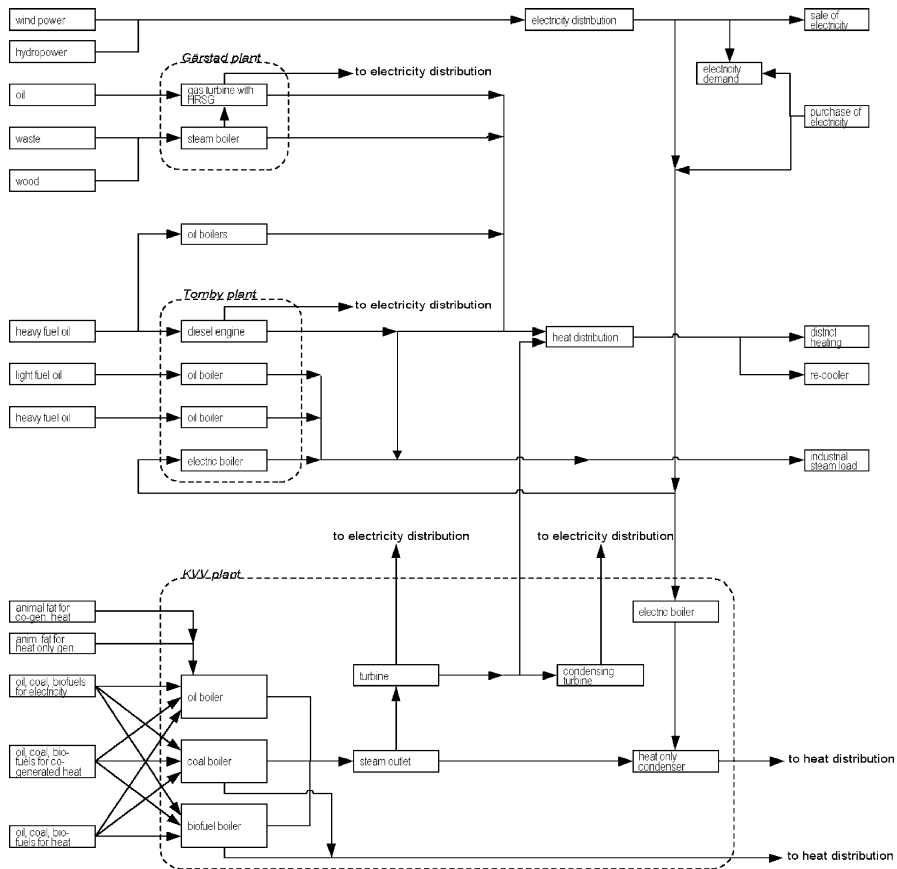 wind power
electricity distribution
sale of
electricity
hydropower
Gärstad plant
to electricity distribution
electricity
demand
oil
gas turbine with
HRSG
purchase of
electricity
waste
steam boiler
wood
oil boilers
Tornby plant
to electricity distribution
heavy fuel oil
diesel engine
heat distribution
district
heating
light fuel oil
oil boiler
re-cooler
heavy fuel oil
oil boiler
electric boiler
industrial
steam load
to electricity distribution
to electricity distribution
KVV plant
animal fat for
co-gen. heat
electric boiler
anim. fat for
heat only gen.
oil, coal, biofuels
for electricity
oil boiler
turbine
condensing
turbine
oil, coal, bio-
fuels for co-
generated heat
coal boiler
steam outlet
heat only
condenser
to heat distribution
oil, coal, bio-
fuels for heat
biofuel boiler
to heat distribution